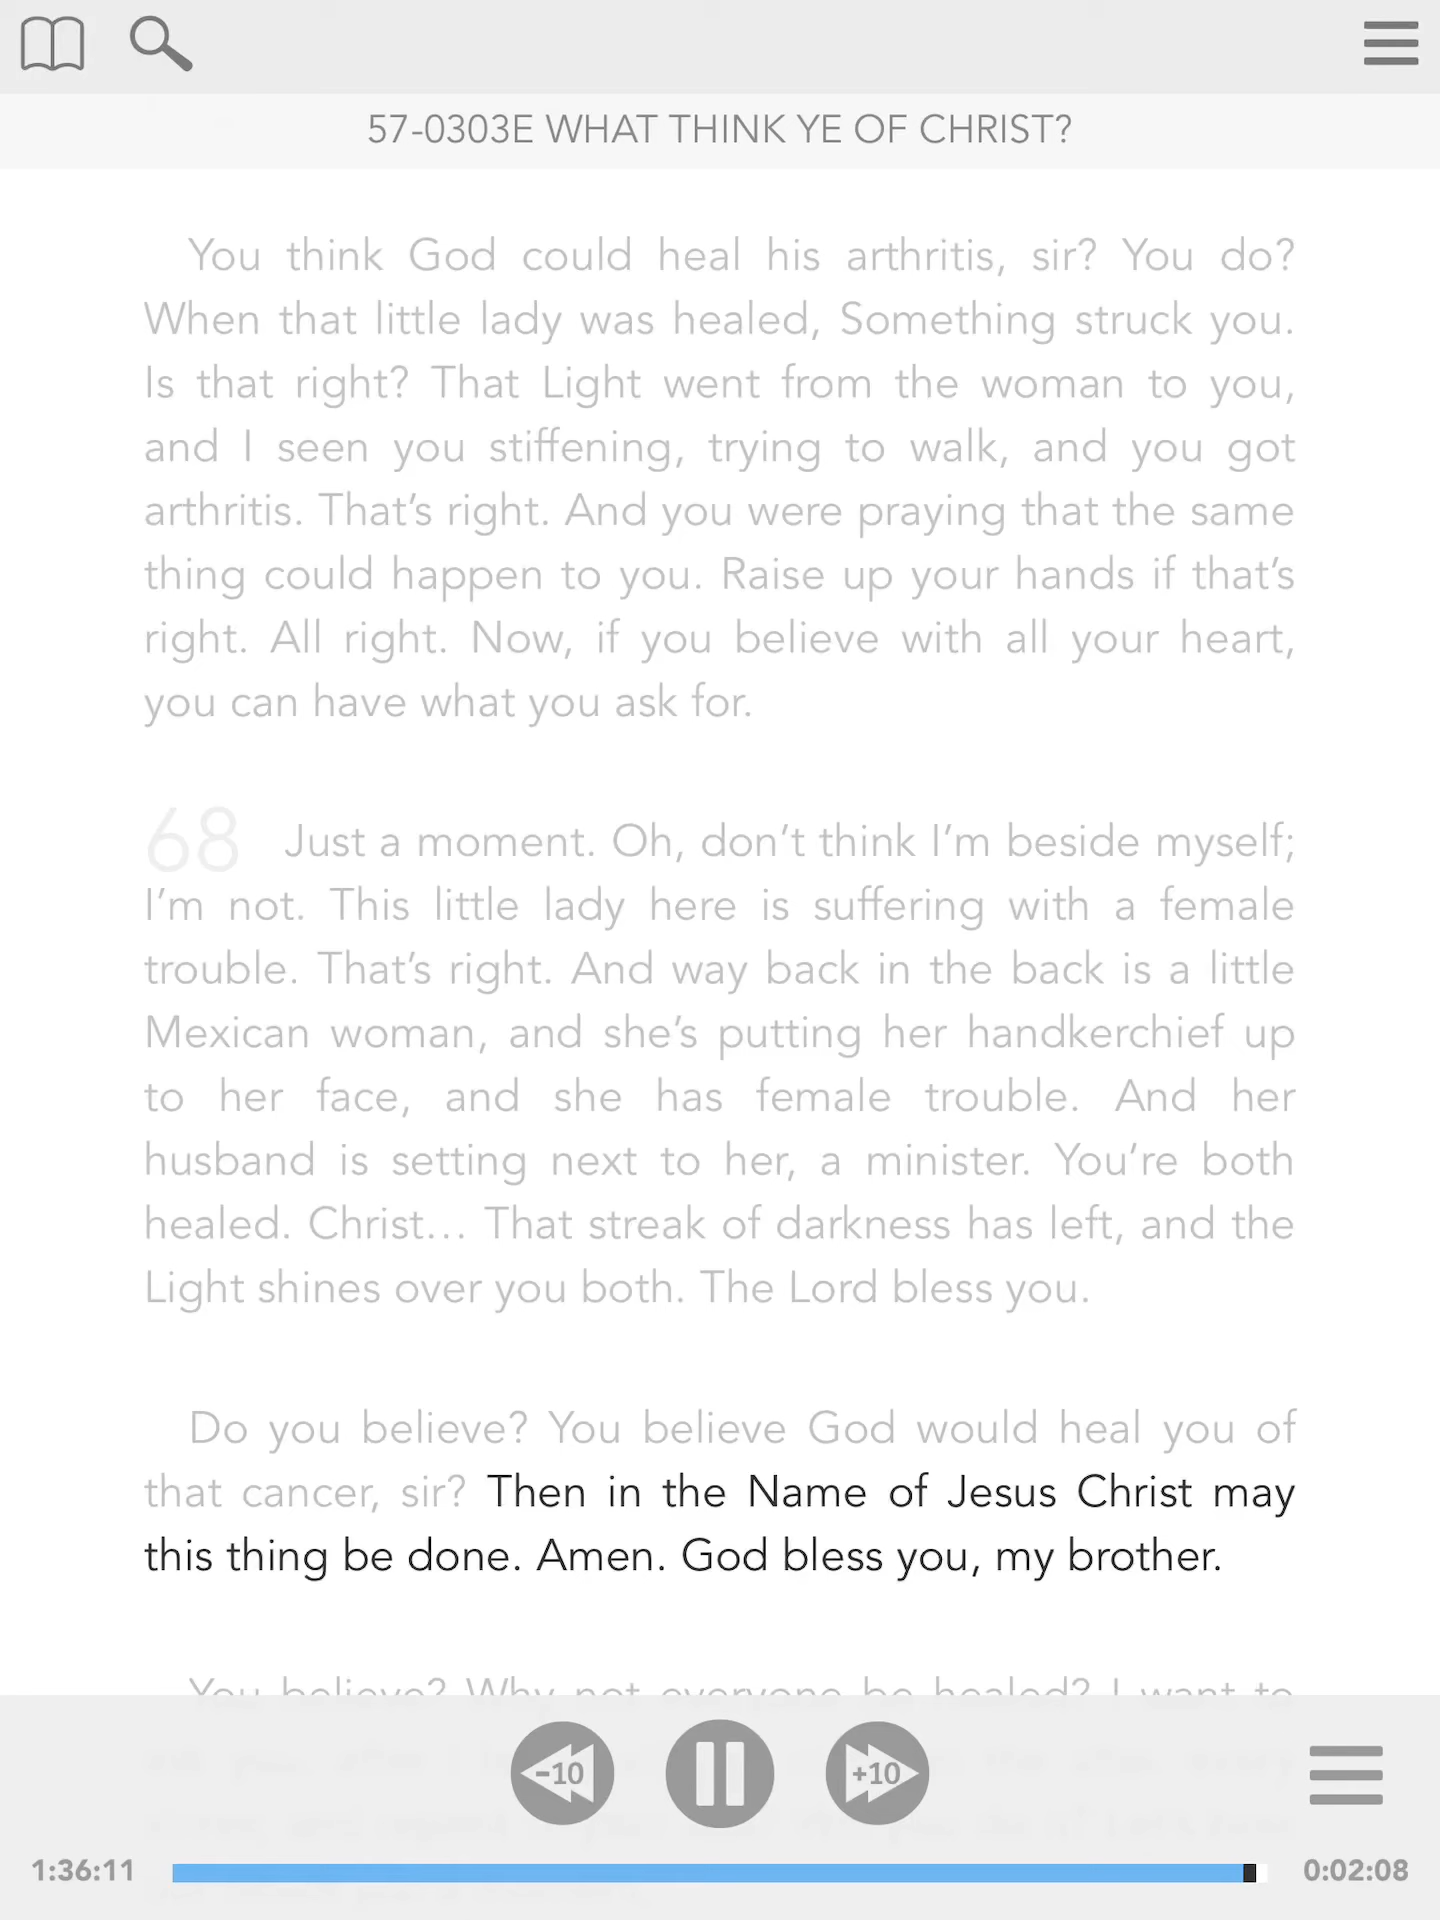 57-0303E WHAT THINK YE OF CHRIST?
You think God could heal his arthritis, sir? You do?
When that little lady was healed, Something struck you.
Is that right? That Light went from the woman to you,
and I seen you stiffening, trying to walk, and you got
arthritis. That’s right. And you were praying that the same
thing could happen to you. Raise up your hands if that’s
right. All right. Now, if you believe with all your heart,
you can have what you ask for.
68 Just a moment. Oh, don’t think I’m beside myself;
I’m not. This little lady here is suffering with a female
trouble. That’s right. And way back in the back is a little
Mexican woman, and she’s putting her handkerchief up
to her face, and she has female trouble. And her
husband is setting next to her, a minister. You’re both
healed. Christ… That streak of darkness has left, and the
Light shines over you both. The Lord bless you.
Do you believe? You believe God would heal you of
that cancer, sir? Then in the Name of Jesus Christ may
this thing be done. Amen. God bless you, my brother.
You believe? Why not everyone be healed? I want to
-10 +10
1:36:11 0:02:08